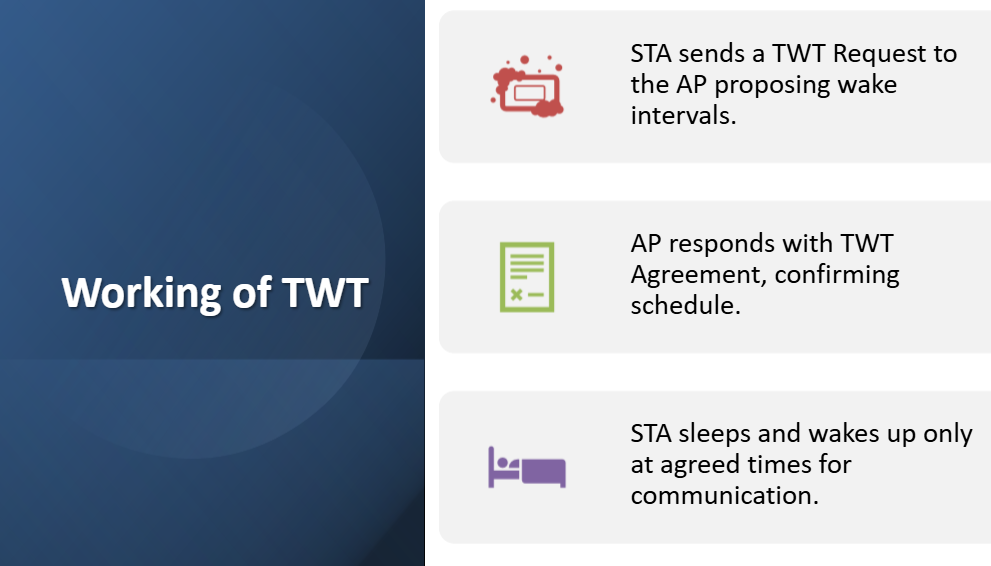 Working of TWT
STA sends a TWT Request to
the AP proposing wake
intervals.
AP responds with TWT
Agreement, confirming
schedule.
STA sleeps and wakes up only
at agreed times for
communication.